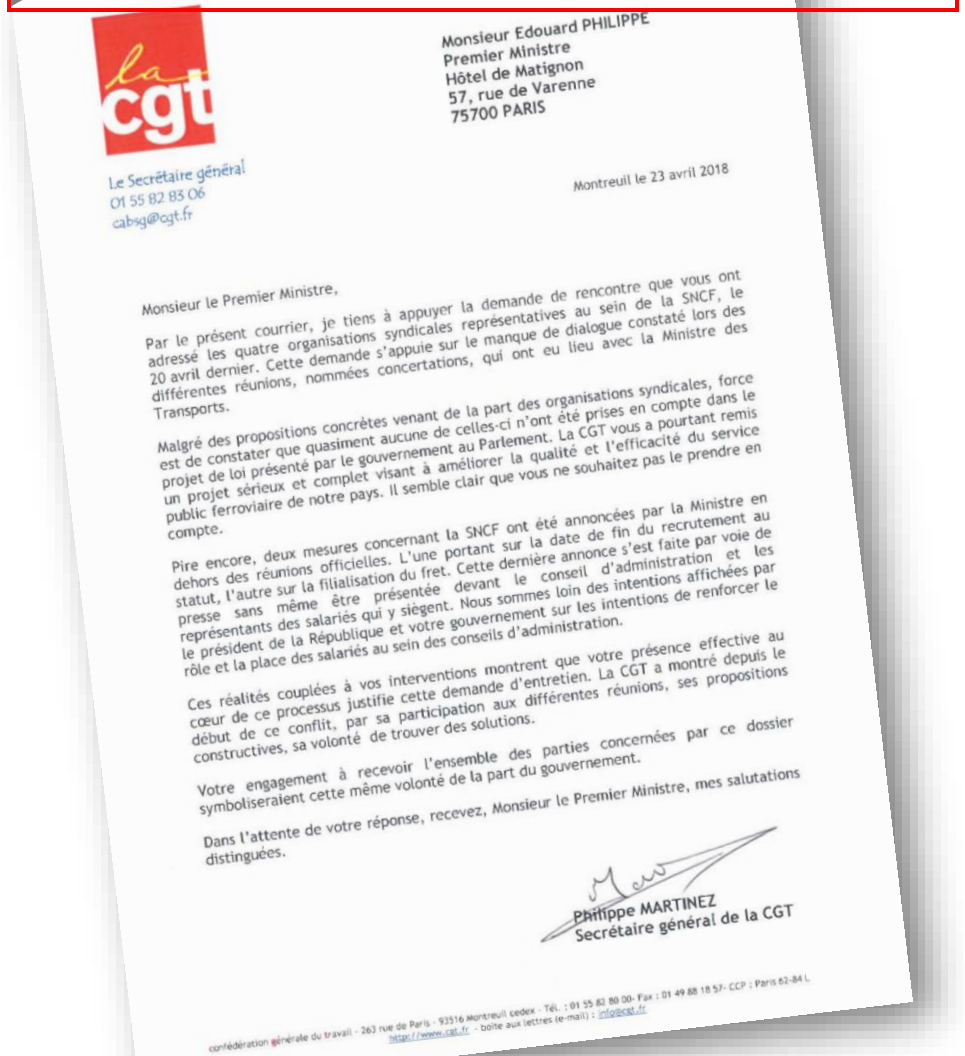 la
cgt
Le Secrétaire général
01 55 82 83 06
cabsg@cgt.fr
Monsieur Edouard PHILIPPE
Premier Ministre
Hôtel de Matignon
57, rue de Varenne
75700 PARIS
Montreuil le 23 avril 2018
Monsieur le Premier Ministre,
Par le présent courrier, je tiens à appuyer la demande de rencontre que vous ont
adressé les quatre organisations syndicales représentatives au sein de la SNCF, le
20 avril dernier. Cette demande s'appuie sur le manque de dialogue constaté lors des
différentes réunions, nommées concertations, qui ont eu lieu avec la Ministre des
Transports.
Malgré des propositions concrètes venant de la part des organisations syndicales, force
est de constater que quasiment aucune de celles-ci n'ont été prises en compte dans le
projet de loi présenté par le gouvernement au Parlement. La CGT vous a pourtant remis
un projet sérieux et complet visant à améliorer la qualité et l'efficacité du service
public ferroviaire de notre pays. Il semble clair que vous ne souhaitez pas le prendre en
compte.
Pire encore, deux mesures concernant la SNCF ont été annoncées par la Ministre en
dehors des réunions officielles. L'une portant sur la date de fin du recrutement au
statut, l'autre sur la filialisation du fret. Cette dernière annonce s'est faite par voie de
presse sans même être présentée devant le conseil d'administration et les
représentants des salariés qui y siègent. Nous sommes loin des intentions affichées par
le président de la République et votre gouvernement sur les intentions de renforcer le
rôle et la place des salariés au sein des conseils d'administration.
Ces réalités couplées à vos interventions montrent que votre présence effective au
cœur de ce processus justifie cette demande d'entretien. La CGT a montré depuis le
début de ce conflit, par sa participation aux différentes réunions, ses propositions
constructives, sa volonté de trouver des solutions.
Votre engagement à recevoir l'ensemble des parties concernées par ce dossier
symboliseraient cette même volonté de la part du gouvernement.
Dans l'attente de votre réponse, recevez, Monsieur le Premier Ministre, mes salutations
distinguées.
Philippe MARTINEZ
Secrétaire général de la CGT
confédération générale du travail - 263 rue de Paris - 93516 Montreuil cedex - Tél. : 01 55 82 80 00- Fax : 01 49 88 18 57- CCP : Paris 62-84 L
http://www.cgt.fr - boite aux lettres (e-mail) : info@cgt.fr